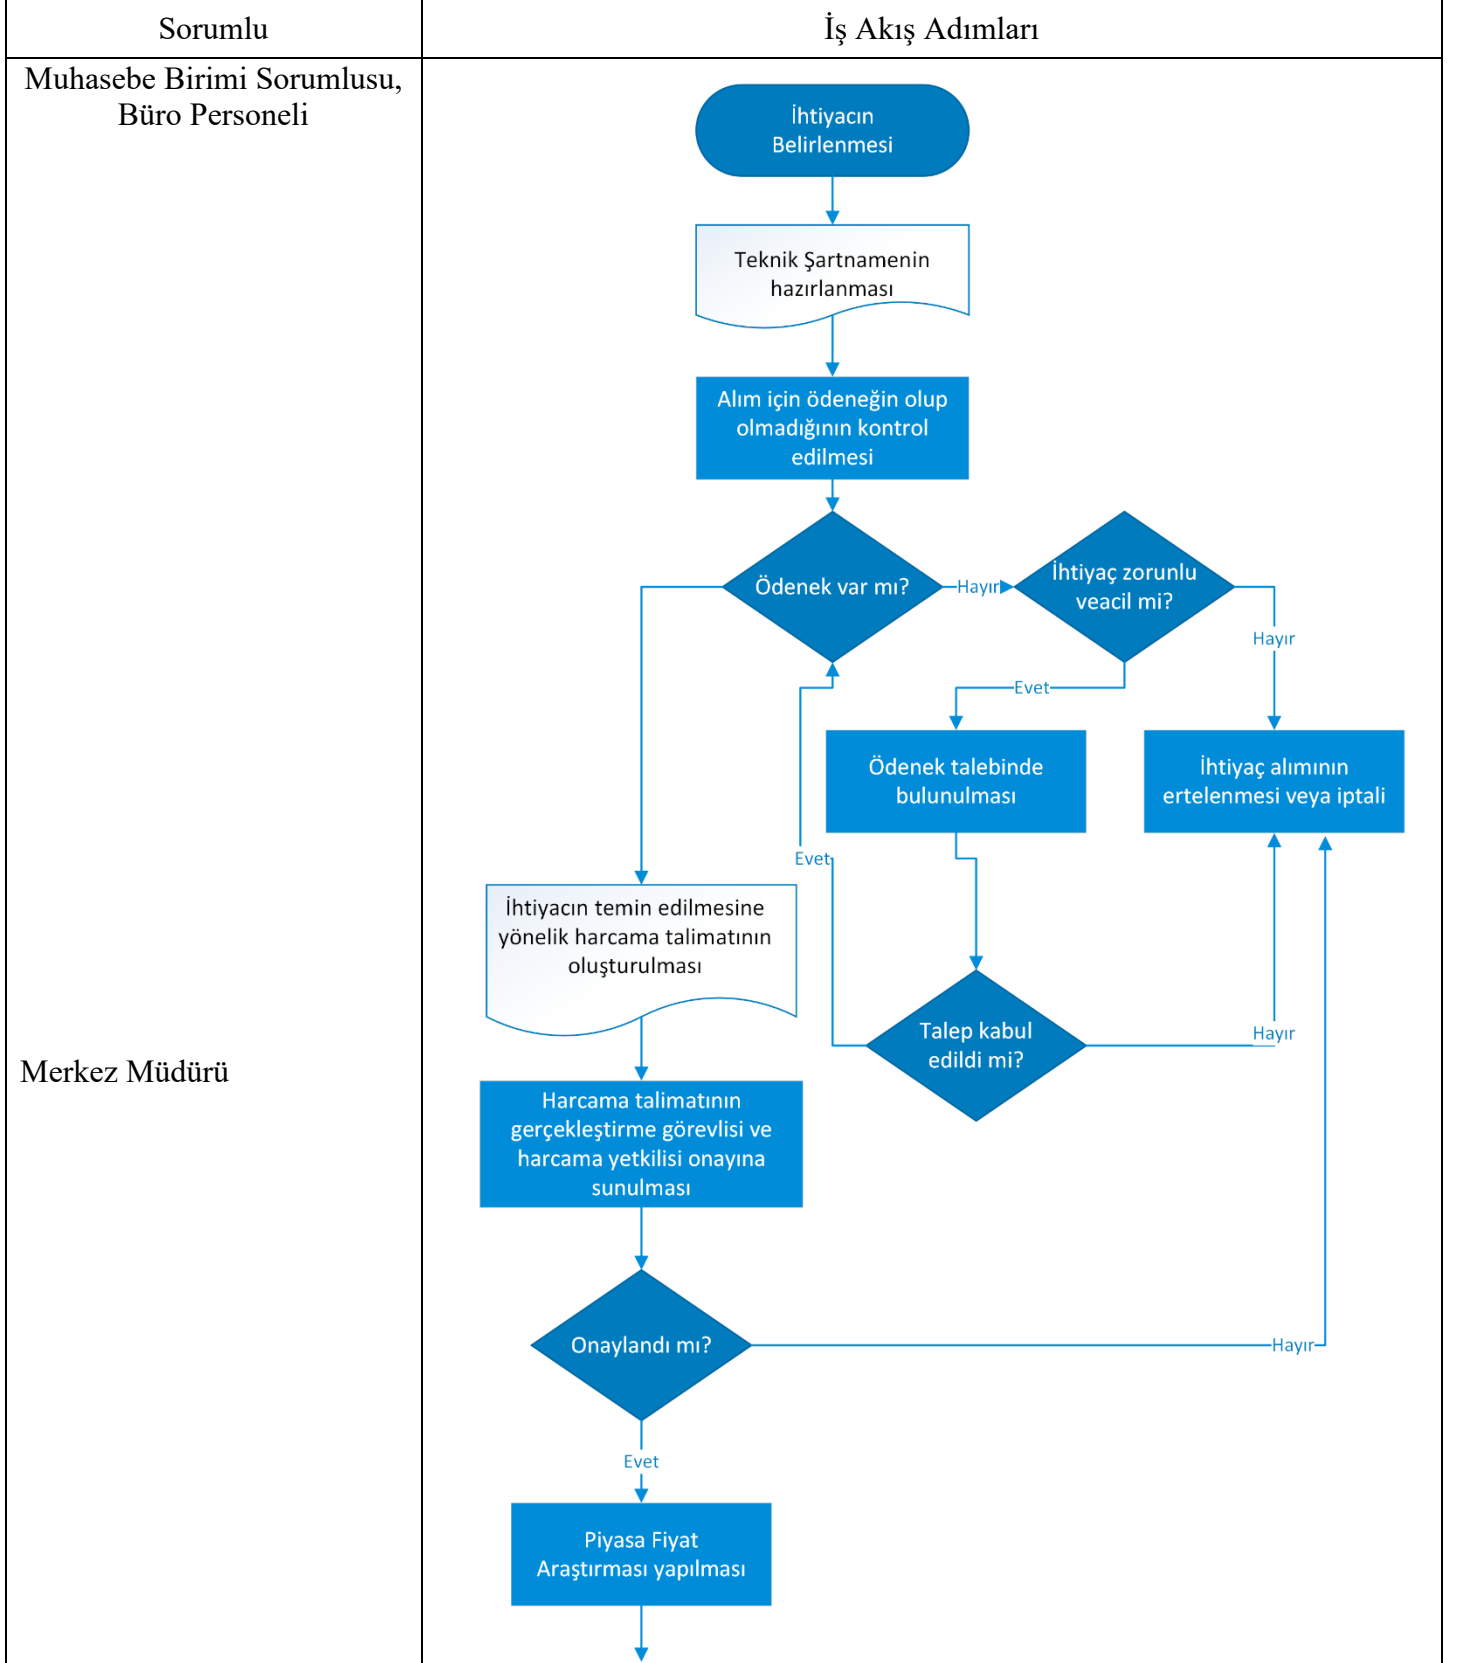 Sorumlu
İş Akış Adımları
Muhasebe Birimi Sorumlusu,
Büro Personeli
İhtiyacın
Belirlenmesi
Teknik Şartnamenin
hazırlanması
Alım için ödeneğin olup
olmadığının kontrol
edilmesi
Ödenek var mı?
Hayır
İhtiyaç zorunlu
veacil mi?
Hayır
Evet
Ödenek talebinde
bulunulması
İhtiyaç alımının
ertelenmesi veya iptali
Evet
İhtiyacın temin edilmesine
yönelik harcama talimatının
oluşturulması
Talep kabul
edildi mi?
Hayır
Merkez Müdürü
Harcama talimatının
gerçekleştirme görevlisi ve
harcama yetkilisi onayına
sunulması
Onaylandı mı?
Hayır
Evet
Piyasa Fiyat
Araştırması yapılması